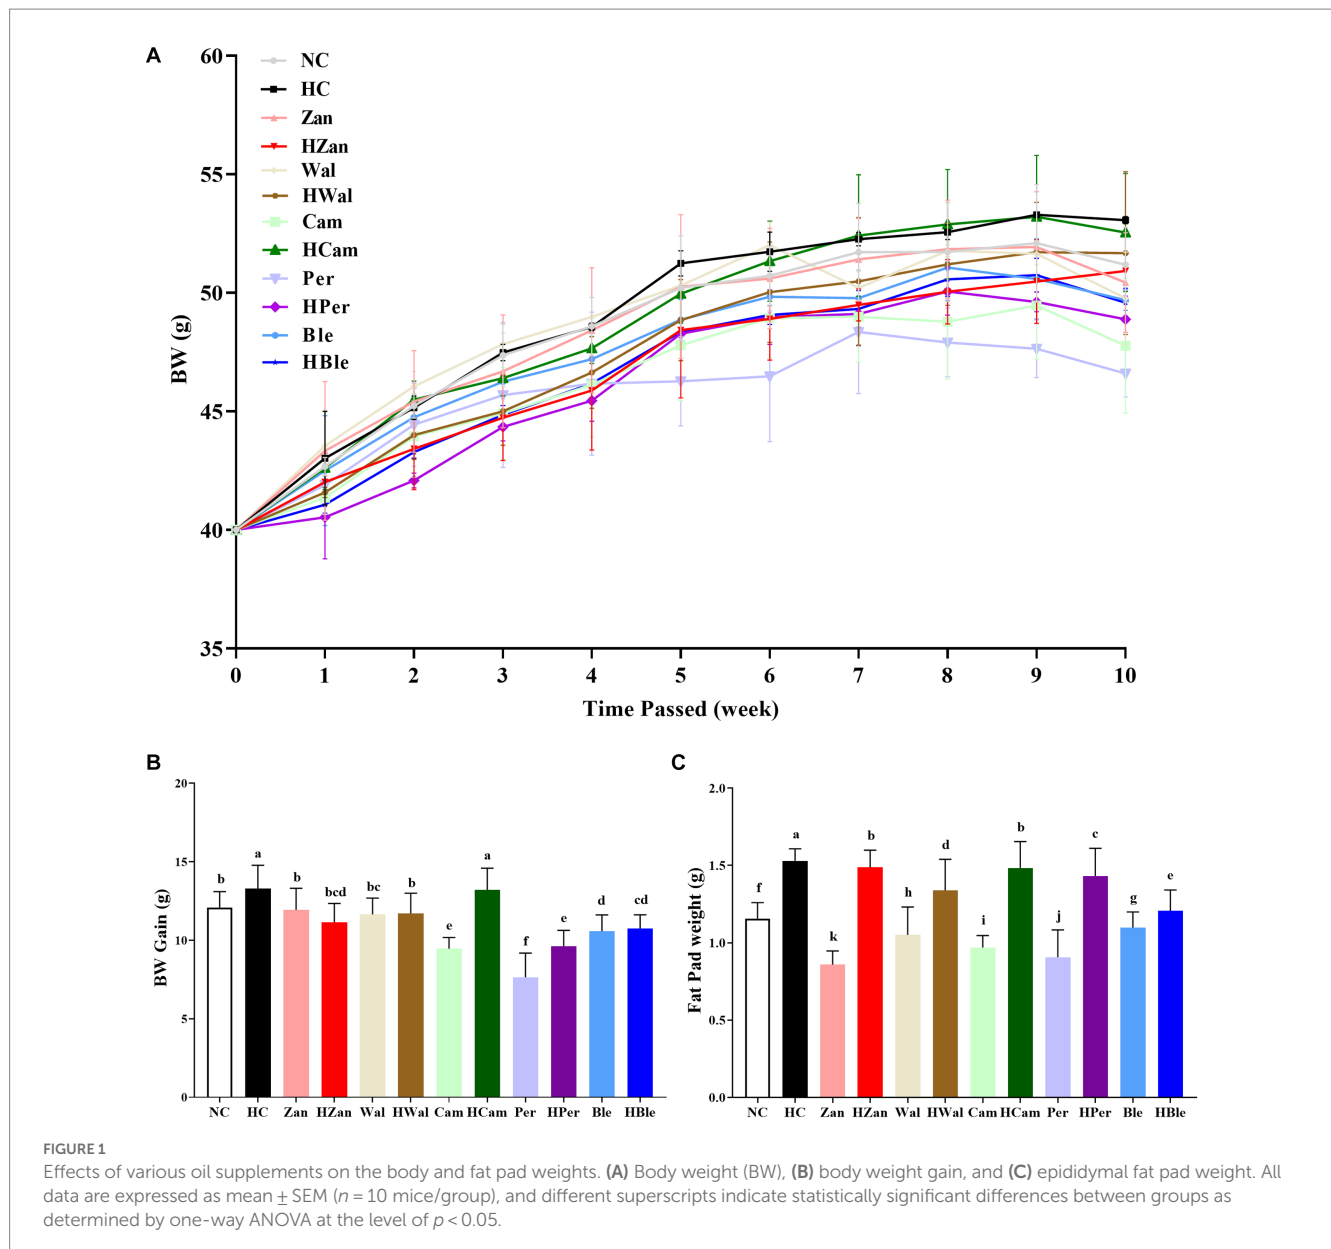 A
60
55
50
45
40
35
BW (g)
NC
HC
Zan
HZan
Wal
HWal
Cam
HCam
Per
HPer
Ble
HBle
0 1 2 3 4 5 6 7 8 9 10
Time Passed (week)
B
20
15
10
5
0
BW Gain (g)
b a b bcd bc b e a f e d cd
NC HC Zan HZan Wal HWal Cam HCam Per HPer Ble HBle
C
2.0
1.5
1.0
0.5
0.0
Fat Pad weight (g)
f a k b h d i b j c g e
NC HC Zan HZan Wal HWal Cam HCam Per HPer Ble HBle
FIGURE 1
Effects of various oil supplements on the body and fat pad weights. (A) Body weight (BW), (B) body weight gain, and (C) epididymal fat pad weight. All
data are expressed as mean ± SEM (n = 10 mice/group), and different superscripts indicate statistically significant differences between groups as
determined by one-way ANOVA at the level of p < 0.05.